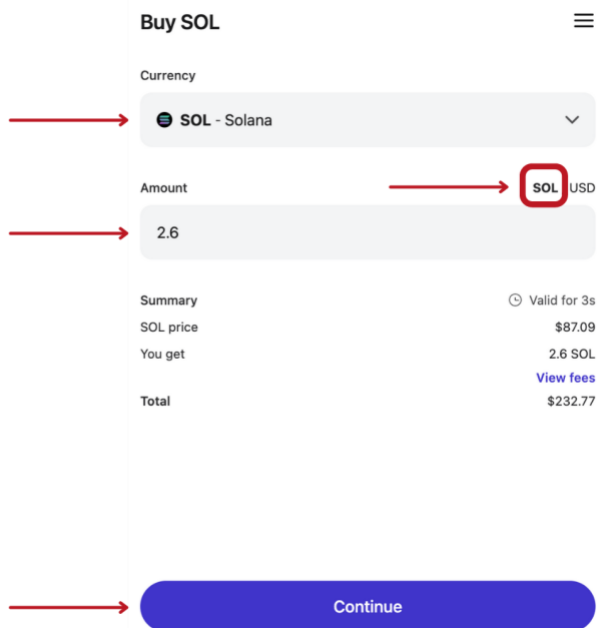 Buy SOL
Currency
SOL - Solana
Amount SOL USD
2.6
Summary Valid for 3s
SOL price $87.09
You get 2.6 SOL
View fees
Total $232.77
Continue